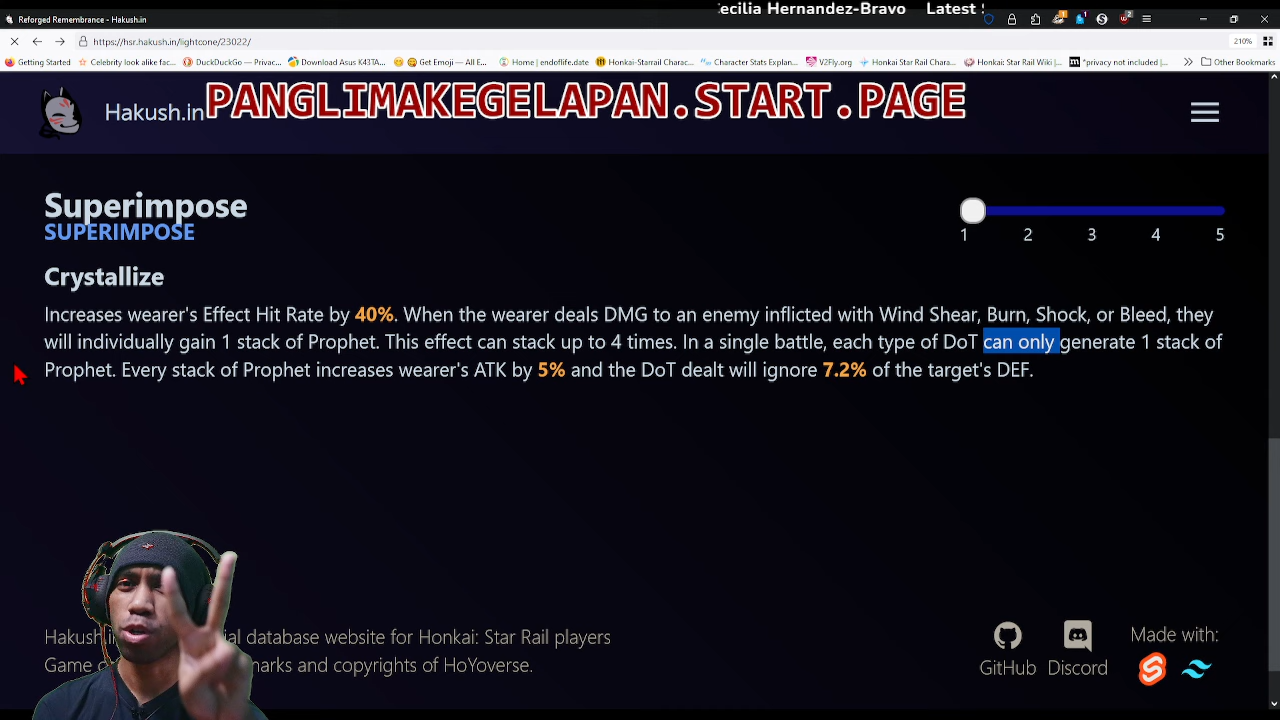 ecilia Hernandez-Bravo Latest S
Reforged Remembrance - Hakush.in
https://hsr.hakush.in/lightcone/23022/
210%
Getting Started
Celebrity look alike fac...
DuckDuckGo — Privac...
Download Asus K43TA...
Get Emoji — All E...
Home | endoflife.date
Honkai-Starrail Charac...
Character Stats Explan...
V2Fly.org
Honkai Star Rail Chara...
Honkai: Star Rail Wiki |...
*privacy not included |...
Other Bookmarks
Hakush.in
PANGLIMAKEGELAPAN.START.PAGE
Superimpose
SUPERIMPOSE
1 2 3 4 5
Crystallize
Increases wearer's Effect Hit Rate by 40%. When the wearer deals DMG to an enemy inflicted with Wind Shear, Burn, Shock, or Bleed, they
will individually gain 1 stack of Prophet. This effect can stack up to 4 times. In a single battle, each type of DoT can only generate 1 stack of
Prophet. Every stack of Prophet increases wearer's ATK by 5% and the DoT dealt will ignore 7.2% of the target's DEF.
database website for Honkai: Star Rail players
and copyrights of HoYoverse.
GitHub
Discord
Made with: